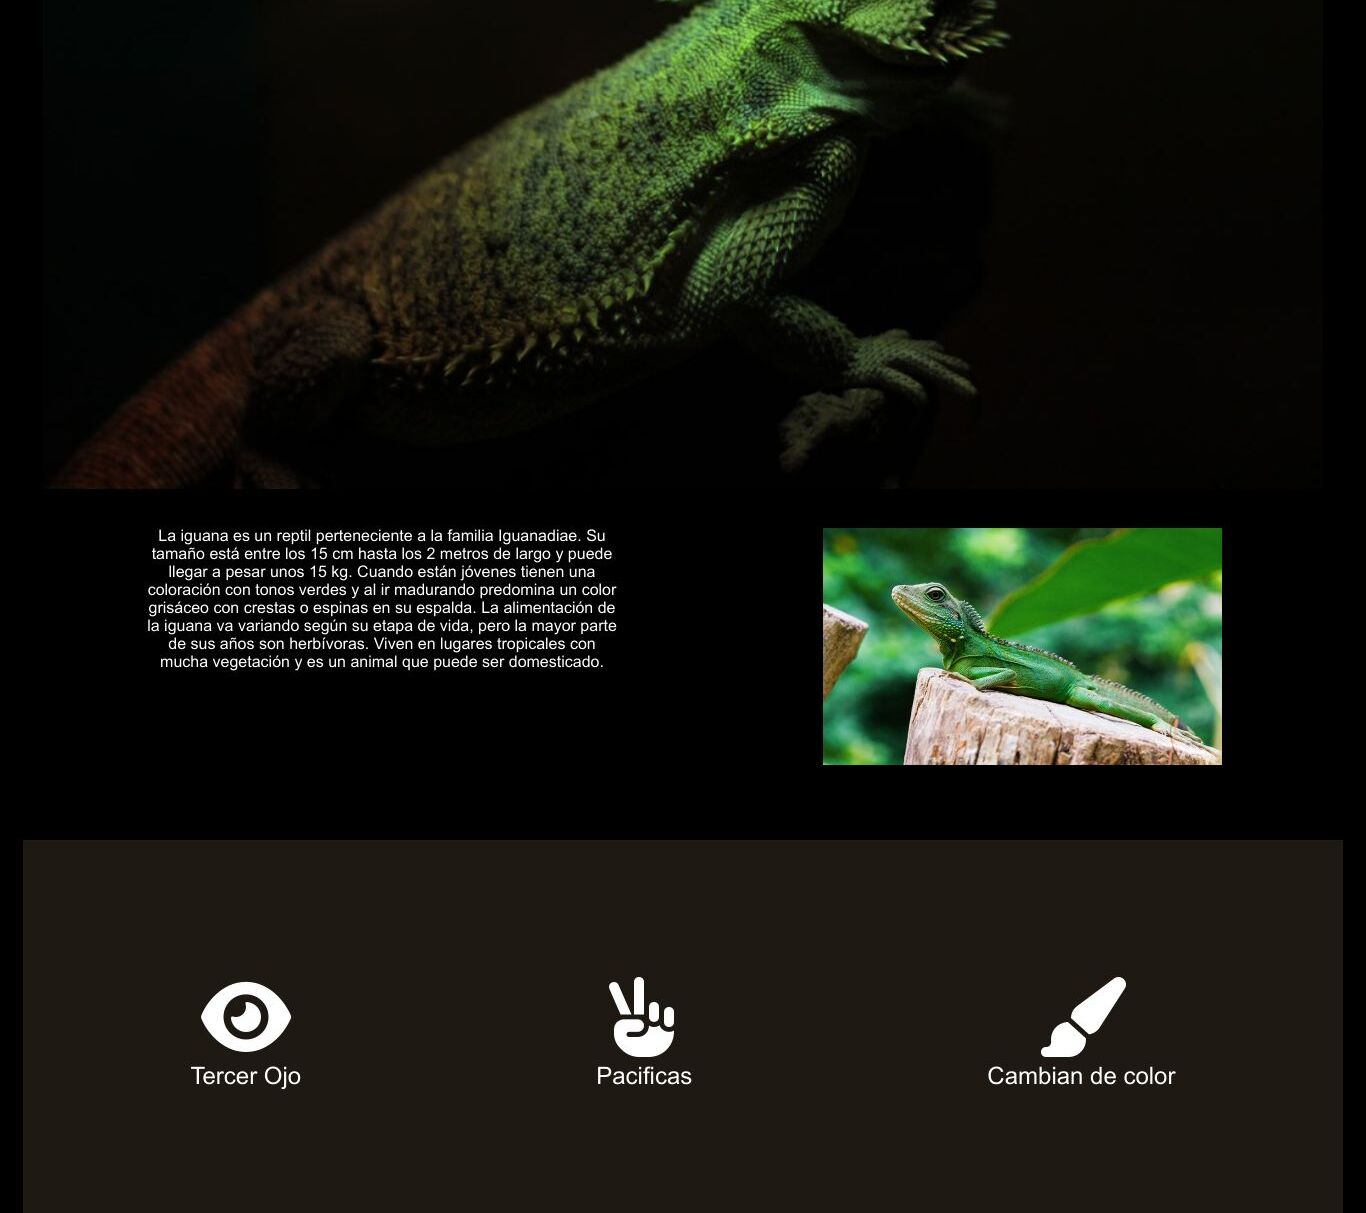 La iguana es un reptil perteneciente a la familia Iguanadiae. Su
tamaño está entre los 15 cm hasta los 2 metros de largo y puede
llegar a pesar unos 15 kg. Cuando están jóvenes tienen una
coloración con tonos verdes y al ir madurando predomina un color
grisáceo con crestas o espinas en su espalda. La alimentación de
la iguana va variando según su etapa de vida, pero la mayor parte
de sus años son herbívoras. Viven en lugares tropicales con
mucha vegetación y es un animal que puede ser domesticado.
Tercer Ojo
Pacificas
Cambian de color